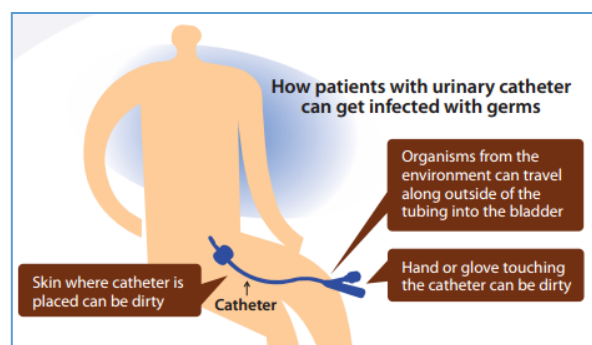 How patients with urinary catheter
can get infected with germs
Organisms from the
environment can travel
along outside of the
tubing into the bladder
Hand or glove touching
the catheter can be dirty
Skin where catheter is
placed can be dirty
Catheter